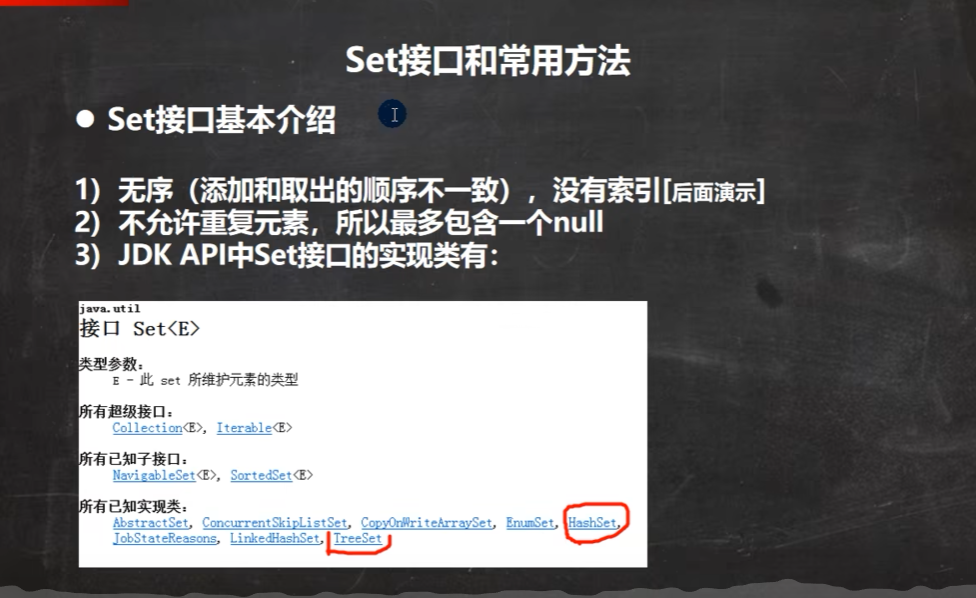 Set接口和常用方法
● Set接口基本介绍
1) 无序（添加和取出的顺序不一致），没有索引[后面演示]
2) 不允许重复元素，所以最多包含一个null
3) JDK API中Set接口的实现类有：
java.util
接口 Set<E>
类型参数：
E - 此 set 所维护元素的类型
所有超级接口：
Collection<E>, Iterable<E>
所有已知子接口：
NavigableSet<E>, SortedSet<E>
所有已知实现类：
AbstractSet, ConcurrentSkipListSet, CopyOnWriteArraySet, EnumSet, HashSet,
JobStateReasons, LinkedHashSet, TreeSet